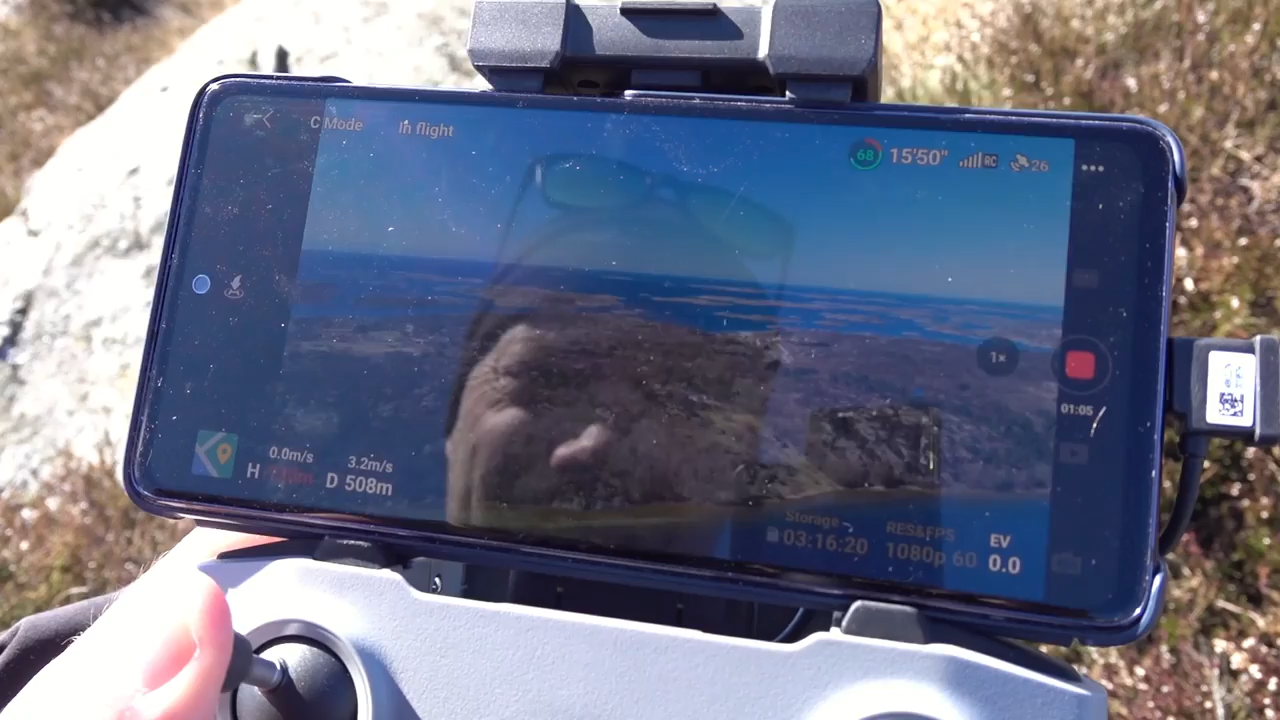 C Mode In flight
68 15'50" RC 26
1x
01:05
0.0m/s 3.2m/s
H D 508m
Storage RES&FPS EV
03:16:20 1080p 60 0.0